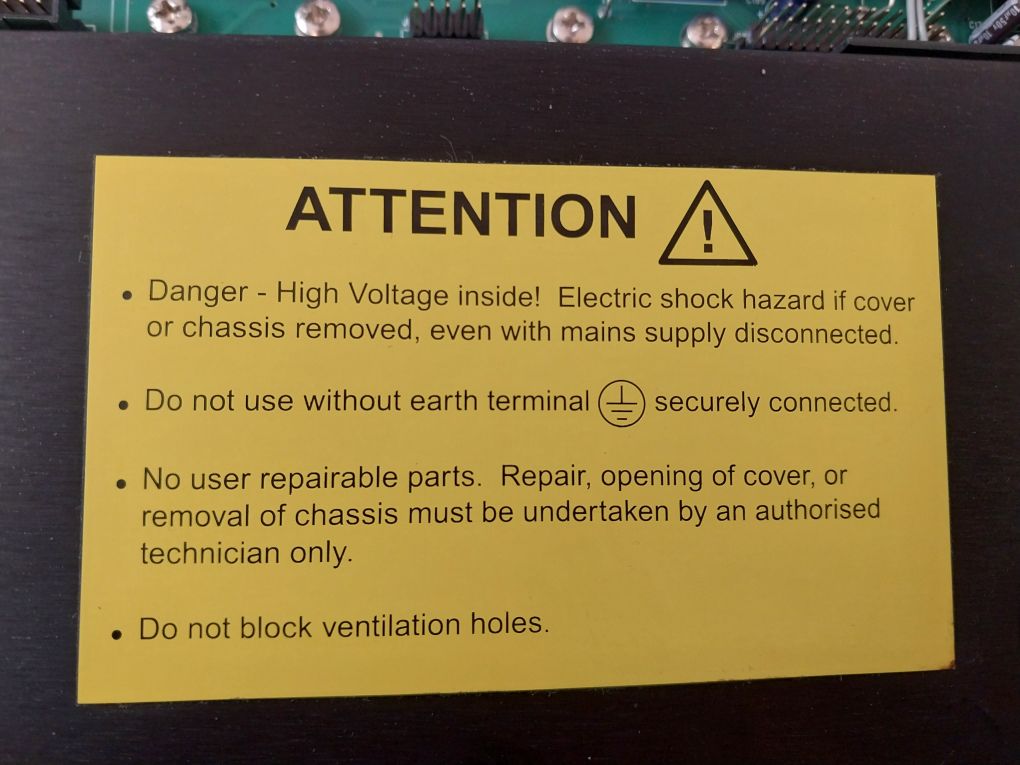 ATTENTION !
• Danger - High Voltage inside! Electric shock hazard if cover
or chassis removed, even with mains supply disconnected.
• Do not use without earth terminal securely connected.
• No user repairable parts. Repair, opening of cover, or
removal of chassis must be undertaken by an authorised
technician only.
• Do not block ventilation holes.